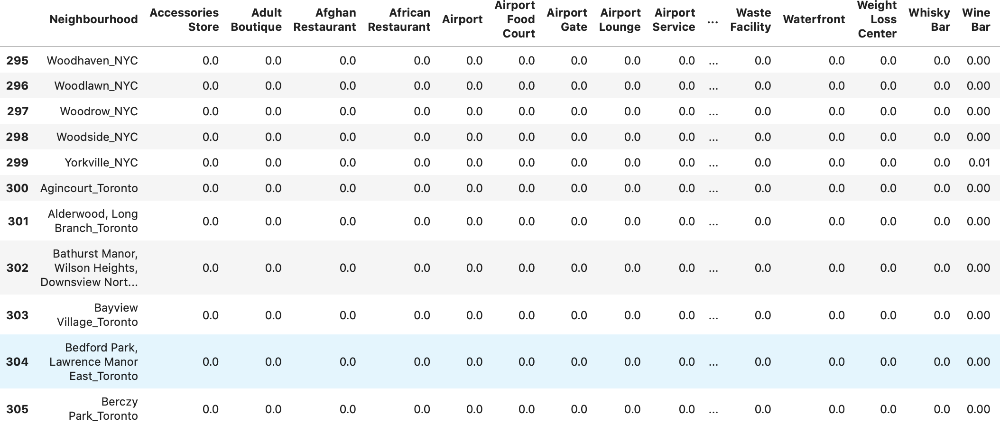 Neighbourhood Accessories Store Adult Boutique Afghan Restaurant African Restaurant Airport Airport Food Court Airport Gate Airport Lounge Airport Service ... Waste Facility Waterfront Weight Loss Center Whisky Bar Wine Bar
295 Woodhaven_NYC 0.0 0.0 0.0 0.0 0.0 0.0 0.0 0.0 0.0 ... 0.0 0.0 0.0 0.0 0.00
296 Woodlawn_NYC 0.0 0.0 0.0 0.0 0.0 0.0 0.0 0.0 0.0 ... 0.0 0.0 0.0 0.0 0.00
297 Woodrow_NYC 0.0 0.0 0.0 0.0 0.0 0.0 0.0 0.0 0.0 ... 0.0 0.0 0.0 0.0 0.00
298 Woodside_NYC 0.0 0.0 0.0 0.0 0.0 0.0 0.0 0.0 0.0 ... 0.0 0.0 0.0 0.0 0.00
299 Yorkville_NYC 0.0 0.0 0.0 0.0 0.0 0.0 0.0 0.0 0.0 ... 0.0 0.0 0.0 0.0 0.01
300 Agincourt_Toronto 0.0 0.0 0.0 0.0 0.0 0.0 0.0 0.0 0.0 ... 0.0 0.0 0.0 0.0 0.00
301 Alderwood, Long
Branch_Toronto 0.0 0.0 0.0 0.0 0.0 0.0 0.0 0.0 0.0 ... 0.0 0.0 0.0 0.0 0.00
302 Bathurst Manor,
Wilson Heights,
Downsview Nort... 0.0 0.0 0.0 0.0 0.0 0.0 0.0 0.0 0.0 ... 0.0 0.0 0.0 0.0 0.00
303 Bayview
Village_Toronto 0.0 0.0 0.0 0.0 0.0 0.0 0.0 0.0 0.0 ... 0.0 0.0 0.0 0.0 0.00
304 Bedford Park,
Lawrence Manor
East_Toronto 0.0 0.0 0.0 0.0 0.0 0.0 0.0 0.0 0.0 ... 0.0 0.0 0.0 0.0 0.00
305 Berczy
Park_Toronto 0.0 0.0 0.0 0.0 0.0 0.0 0.0 0.0 0.0 ... 0.0 0.0 0.0 0.0 0.00